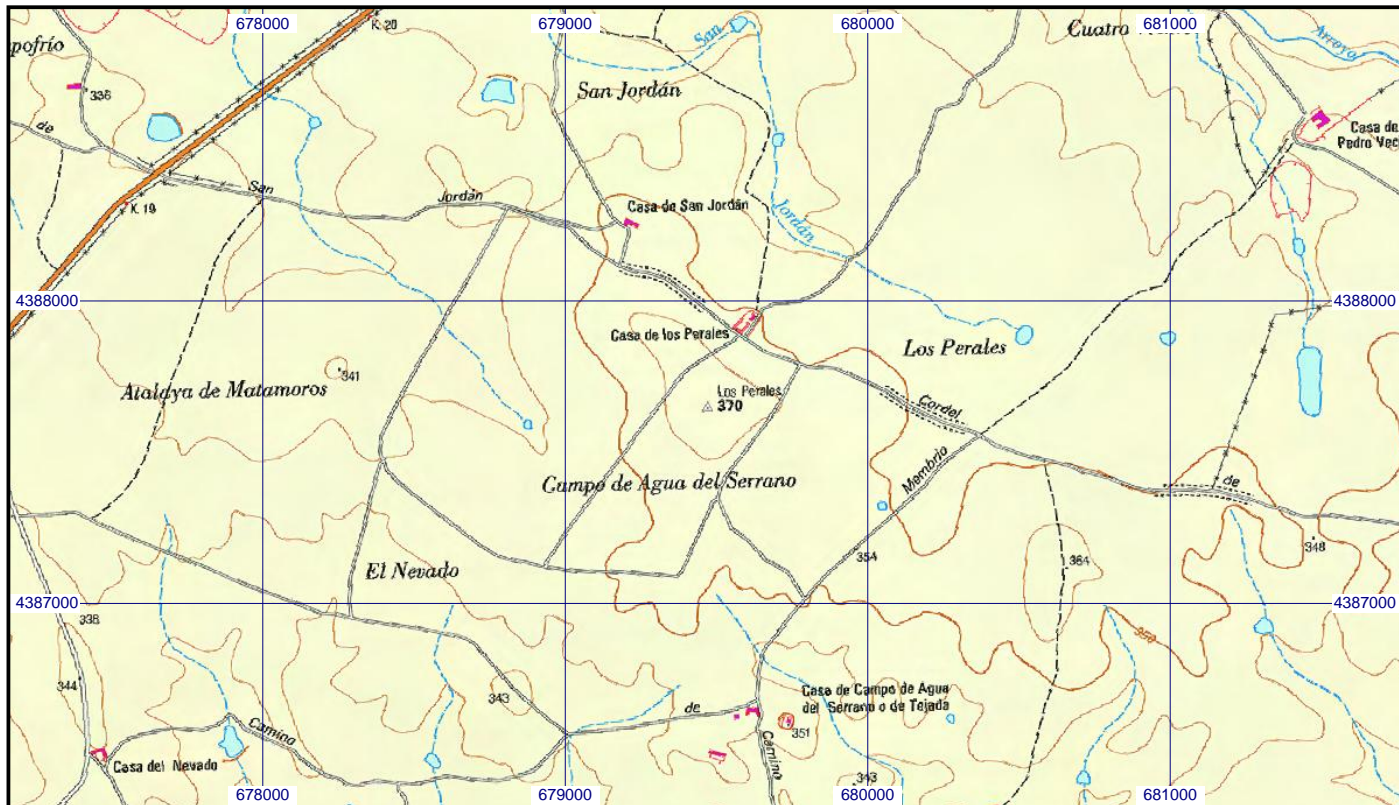 678000
679000
680000
681000
K. 20
San
Cuatro
Arroyo
pofrío
336
San Jordán
de
Casa de
Pedro Vec
San
Jordán
K. 19
Casa de San Jordán
Jordán
4388000
4388000
Casa de los Perales
Los Perales
341
Atalaya de Matamoros
Los Perales
370
Cordel
Membrio
Campo de Agua del Serrano
de
El Nevado
354
364
348
4387000
4387000
338
350
344
343
de
Casa de Campo de Agua
del Serrano o de Tejada
351
Camino
Camino
Casa del Nevado
343
678000
679000
680000
681000